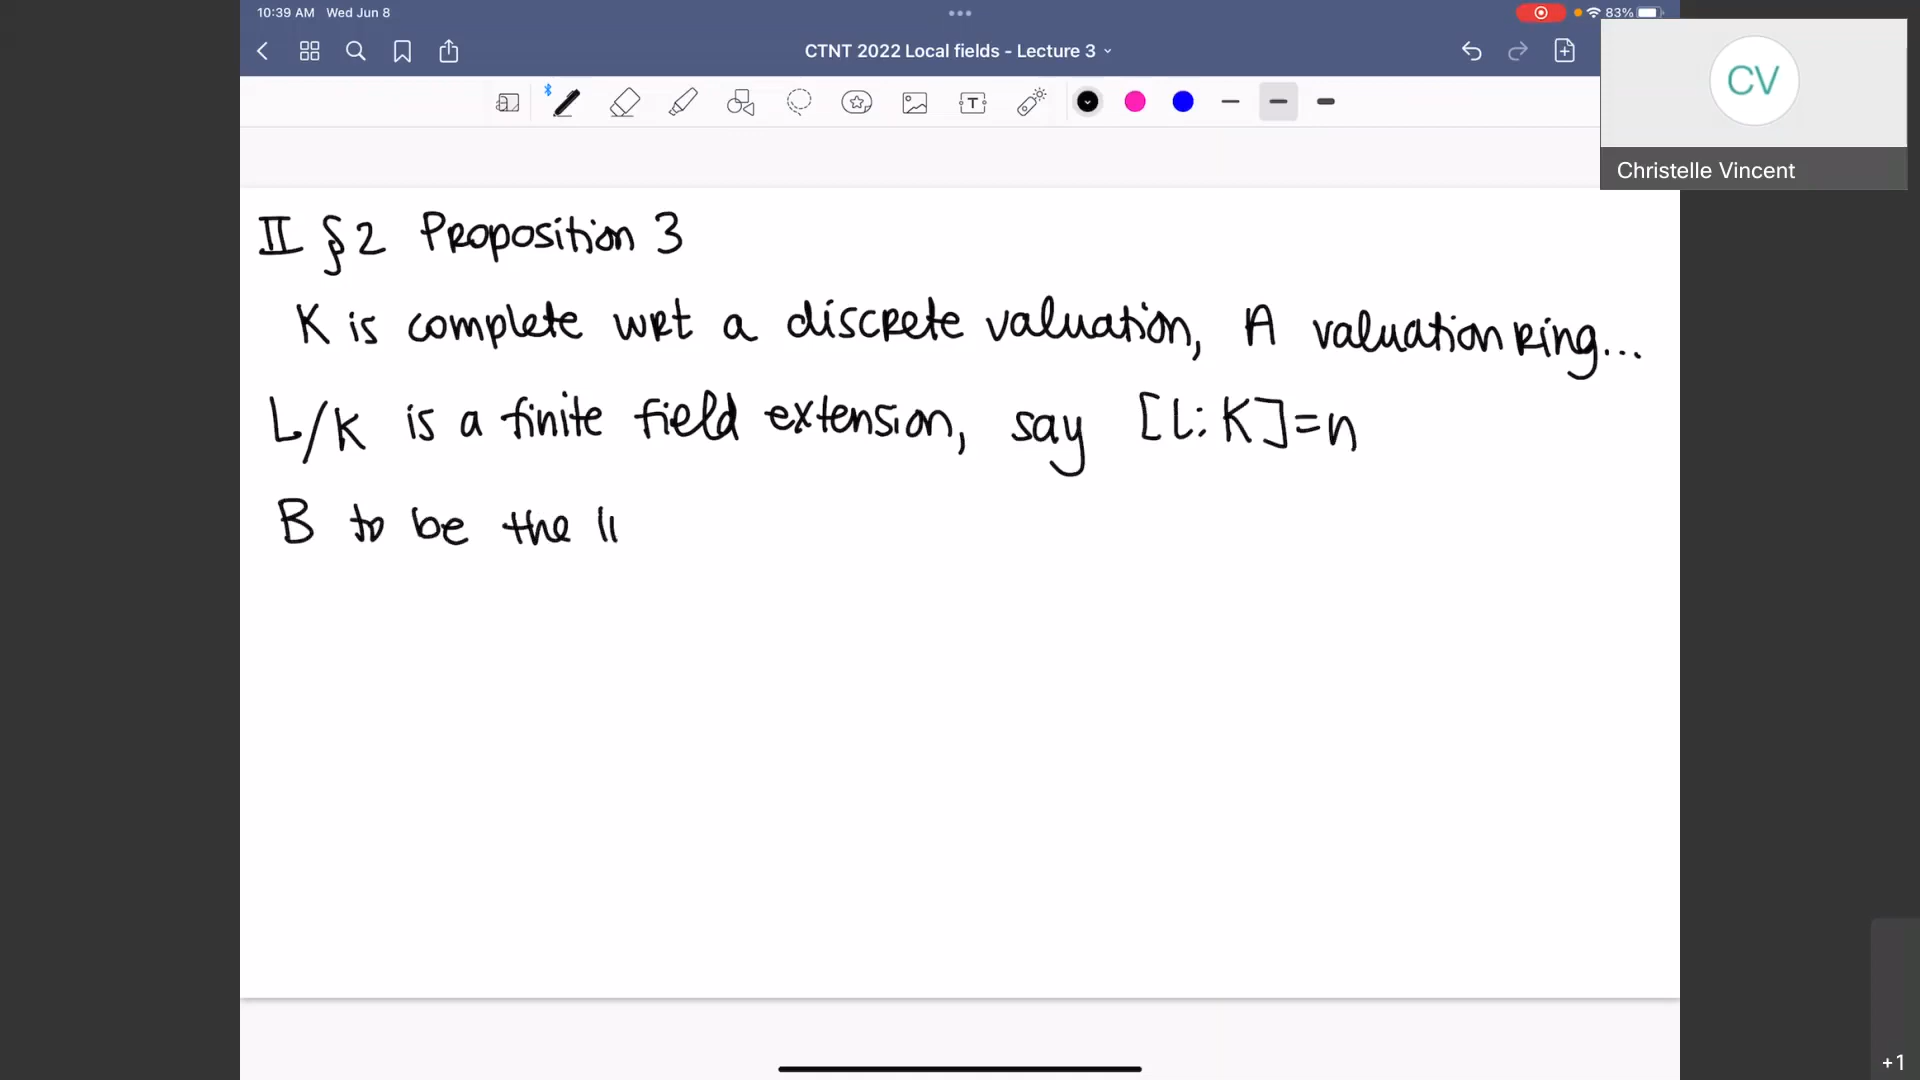 10:39 AM Wed Jun 8
83%
CTNT 2022 Local fields - Lecture 3
T
CV
Christelle Vincent
II §2 Proposition 3
K is complete wrt a discrete valuation, A valuation ring...
L/K is a finite field extension, say [L:K]=n
B to be the
+1